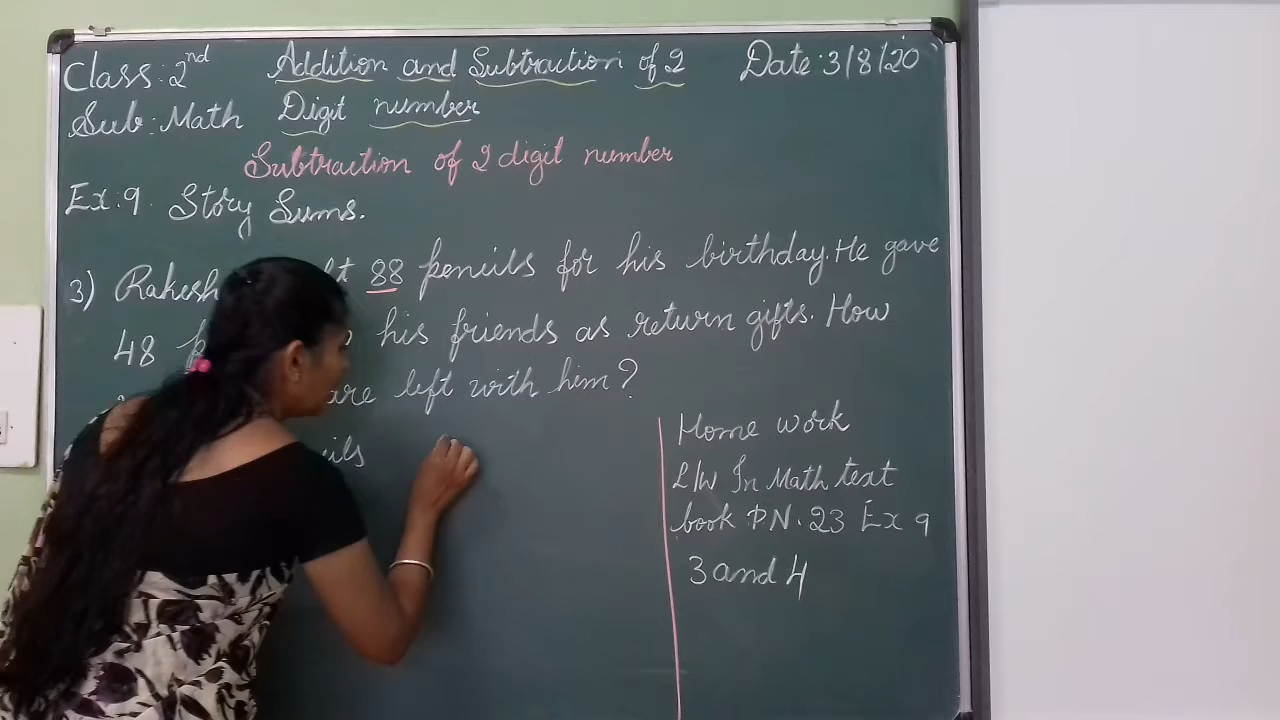 Class: 2nd Addition and Subtraction of 2 Date: 3/8/20
Sub: Math Digit number
Subtraction of 2 digit number
Ex: 9. Story Sums.
3) Rakesh 88 pencils for his birthday. He gave
48 his friends as return gifts. How
are left with him?
Home work
L/W In Math text
book PN. 23 Ex 9
3 and 4